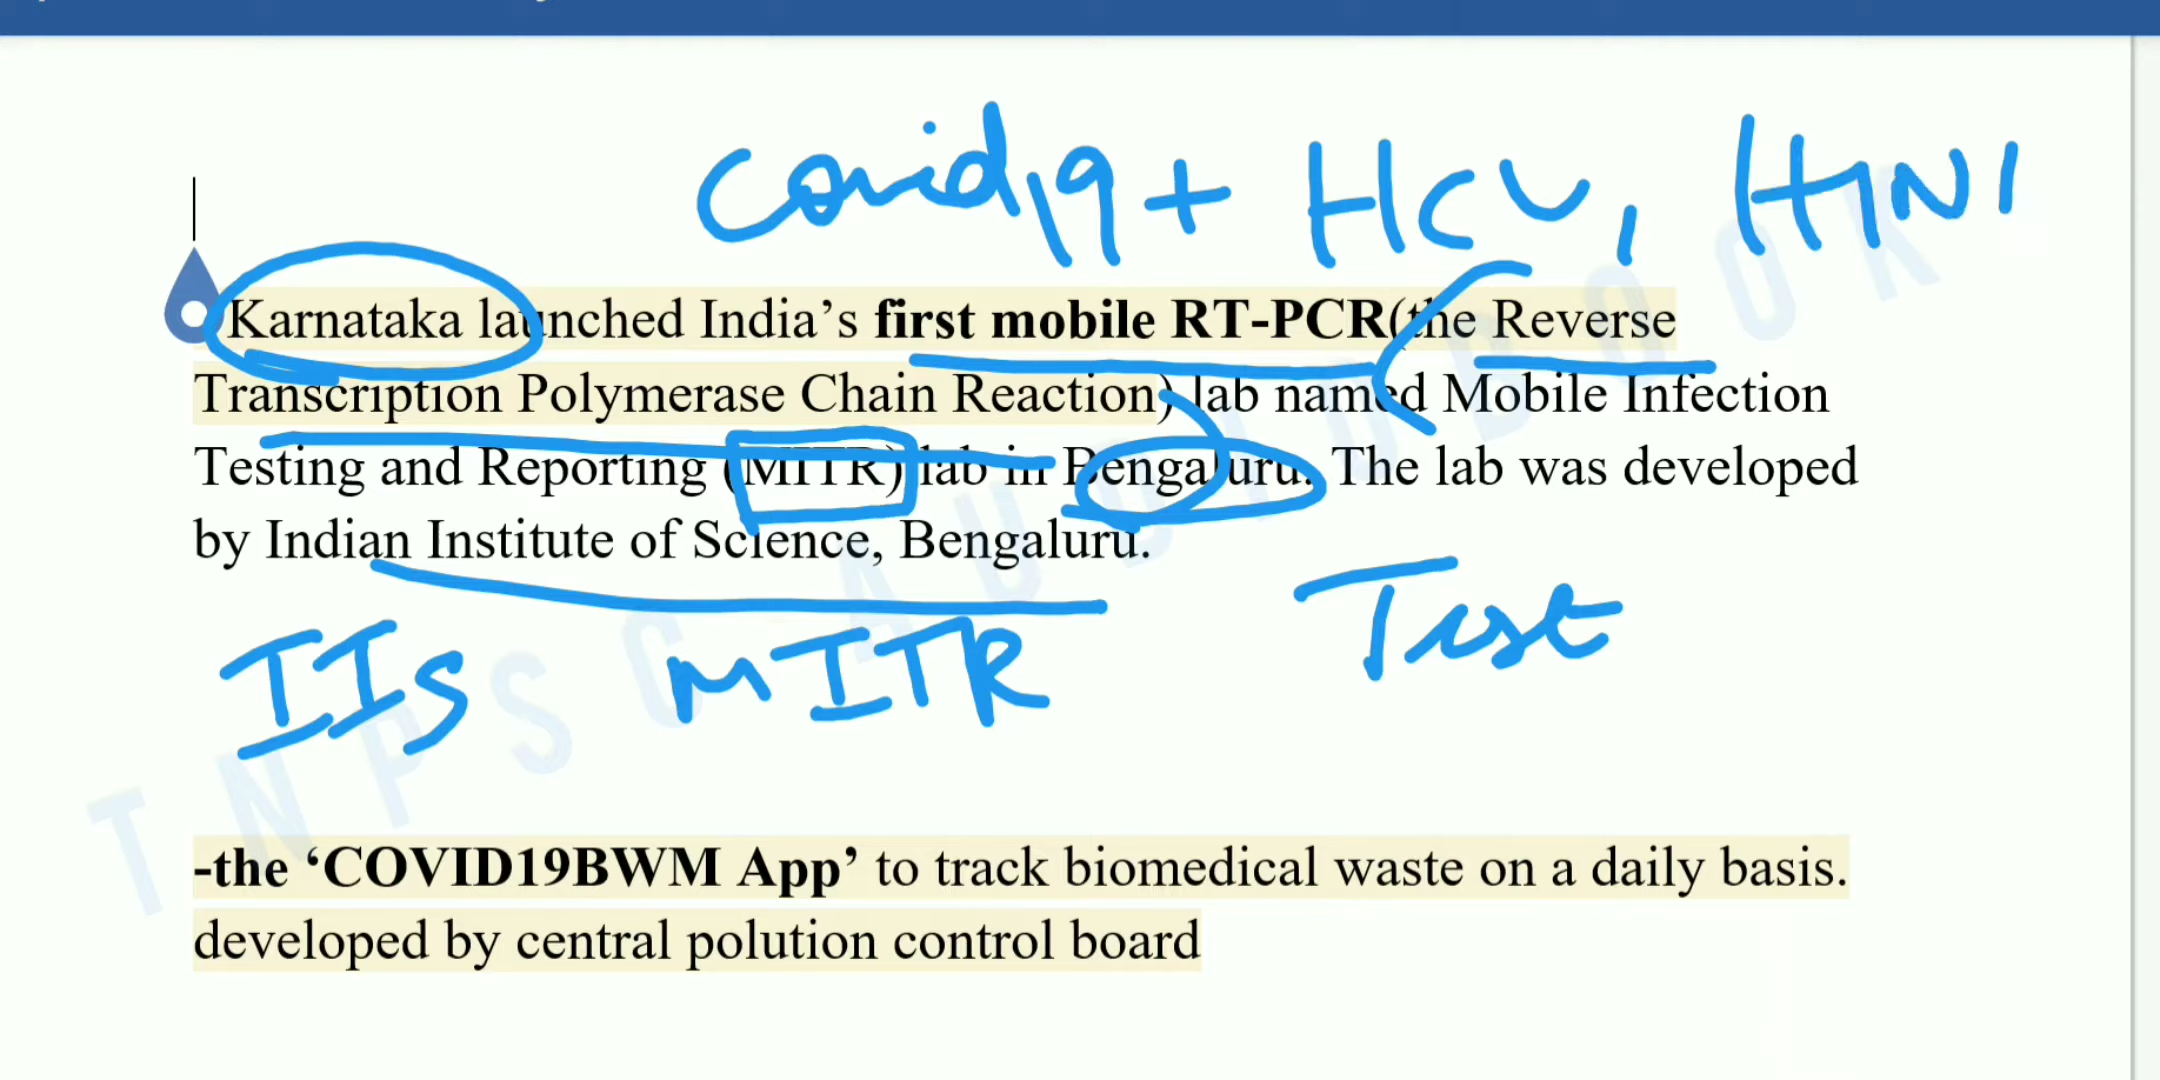 Covid19 + HCV, H1N1
Karnataka launched India’s first mobile RT-PCR(the Reverse
Transcription Polymerase Chain Reaction) lab named Mobile Infection
Testing and Reporting (MITR) lab in Bengaluru. The lab was developed
by Indian Institute of Science, Bengaluru.
IIS MITR Test
-the ‘COVID19BWM App’ to track biomedical waste on a daily basis.
developed by central polution control board
TNPSC AUDIOBOOK